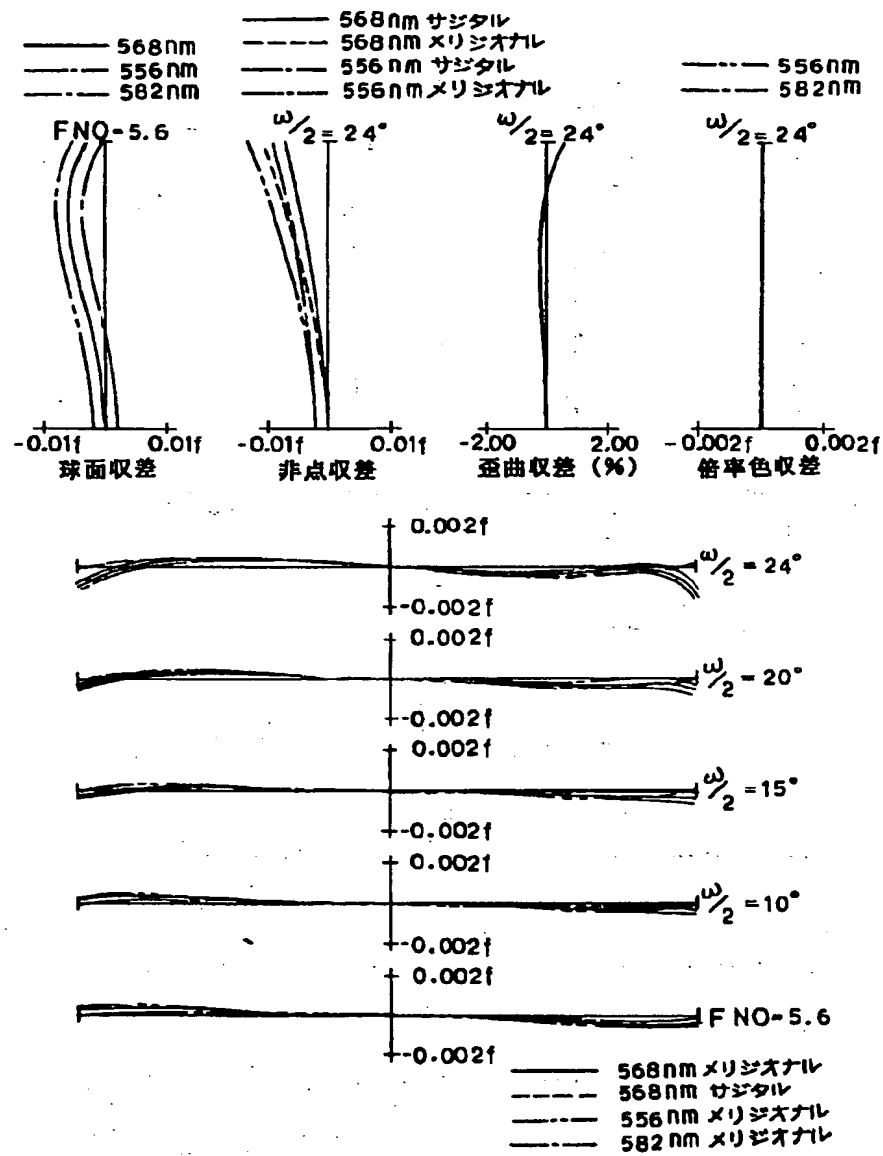 568nm
556nm
582nm
568nm サジタル
568nm メリジオナル
556nm サジタル
556nm メリジオナル
556nm
582nm
FNO-5.6
ω/2 = 24°
ω/2 = 24°
ω/2 = 24°
-0.01f 0.01f
球面収差
-0.01f 0.01f
非点収差
-2.00 2.00
歪曲収差 (%)
-0.002f 0.002f
倍率色収差
0.002f
ω/2 = 24°
-0.002f
0.002f
ω/2 = 20°
-0.002f
0.002f
ω/2 = 15°
-0.002f
0.002f
ω/2 = 10°
-0.002f
0.002f
FNO-5.6
-0.002f
568nm メリジオナル
568nm サジタル
556nm メリジオナル
582nm メリジオナル